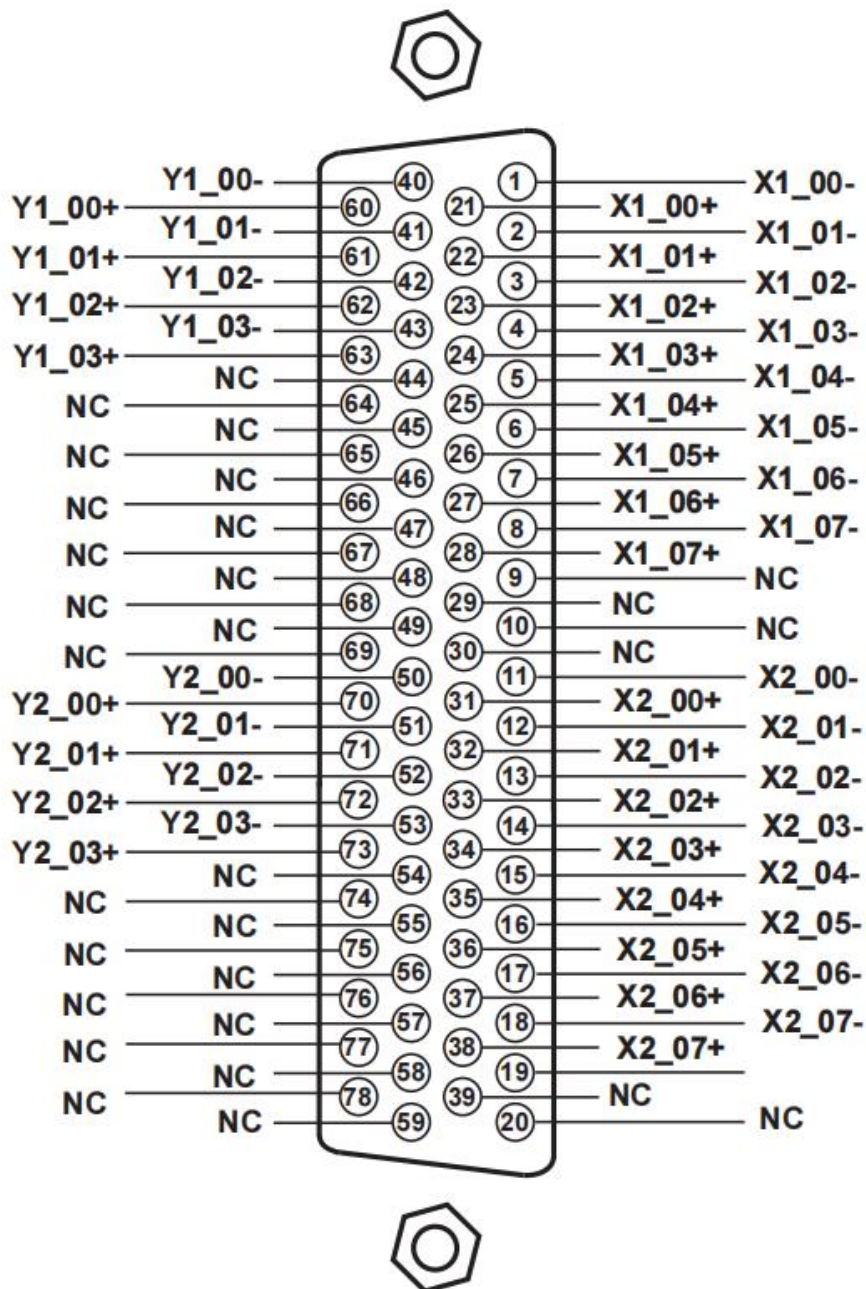 Y1_00- 40 1 X1_00-
Y1_00+ 60 21 X1_00+
Y1_01- 41 2 X1_01-
Y1_01+ 61 22 X1_01+
Y1_02- 42 3 X1_02-
Y1_02+ 62 23 X1_02+
Y1_03- 43 4 X1_03-
Y1_03+ 63 24 X1_03+
NC 44 5 X1_04-
NC 64 25 X1_04+
NC 45 6 X1_05-
NC 65 26 X1_05+
NC 46 7 X1_06-
NC 66 27 X1_06+
NC 47 8 X1_07-
NC 67 28 X1_07+
NC 48 9 NC
NC 68 29 NC
NC 49 10 NC
NC 69 30 NC
Y2_00- 50 11 X2_00-
Y2_00+ 70 31 X2_00+
Y2_01- 51 12 X2_01-
Y2_01+ 71 32 X2_01+
Y2_02- 52 13 X2_02-
Y2_02+ 72 33 X2_02+
Y2_03- 53 14 X2_03-
Y2_03+ 73 34 X2_03+
NC 54 15 X2_04-
NC 74 35 X2_04+
NC 55 16 X2_05-
NC 75 36 X2_05+
NC 56 17 X2_06-
NC 76 37 X2_06+
NC 57 18 X2_07-
NC 77 38 X2_07+
NC 58 19
NC 78 39 NC
NC 59 20 NC